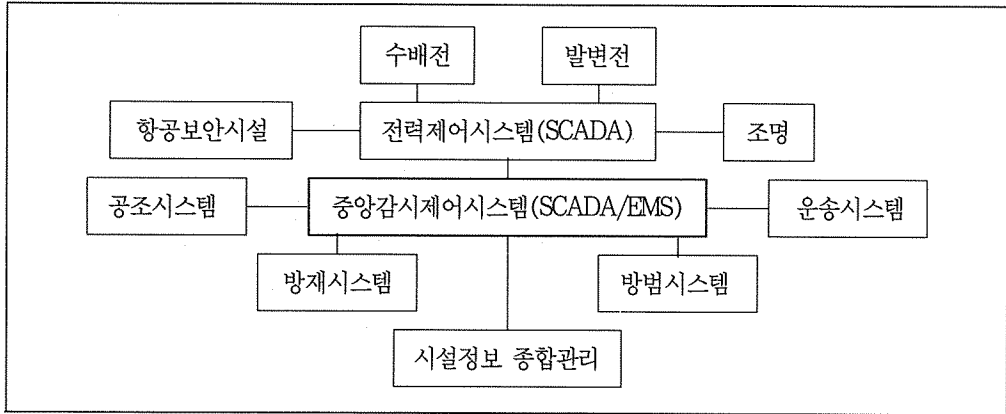 수배전
발변전
항공보안시설
전력제어시스템(SCADA)
조명
공조시스템
중앙감시제어시스템(SCADA/EMS)
운송시스템
방재시스템
방범시스템
시설정보 종합관리